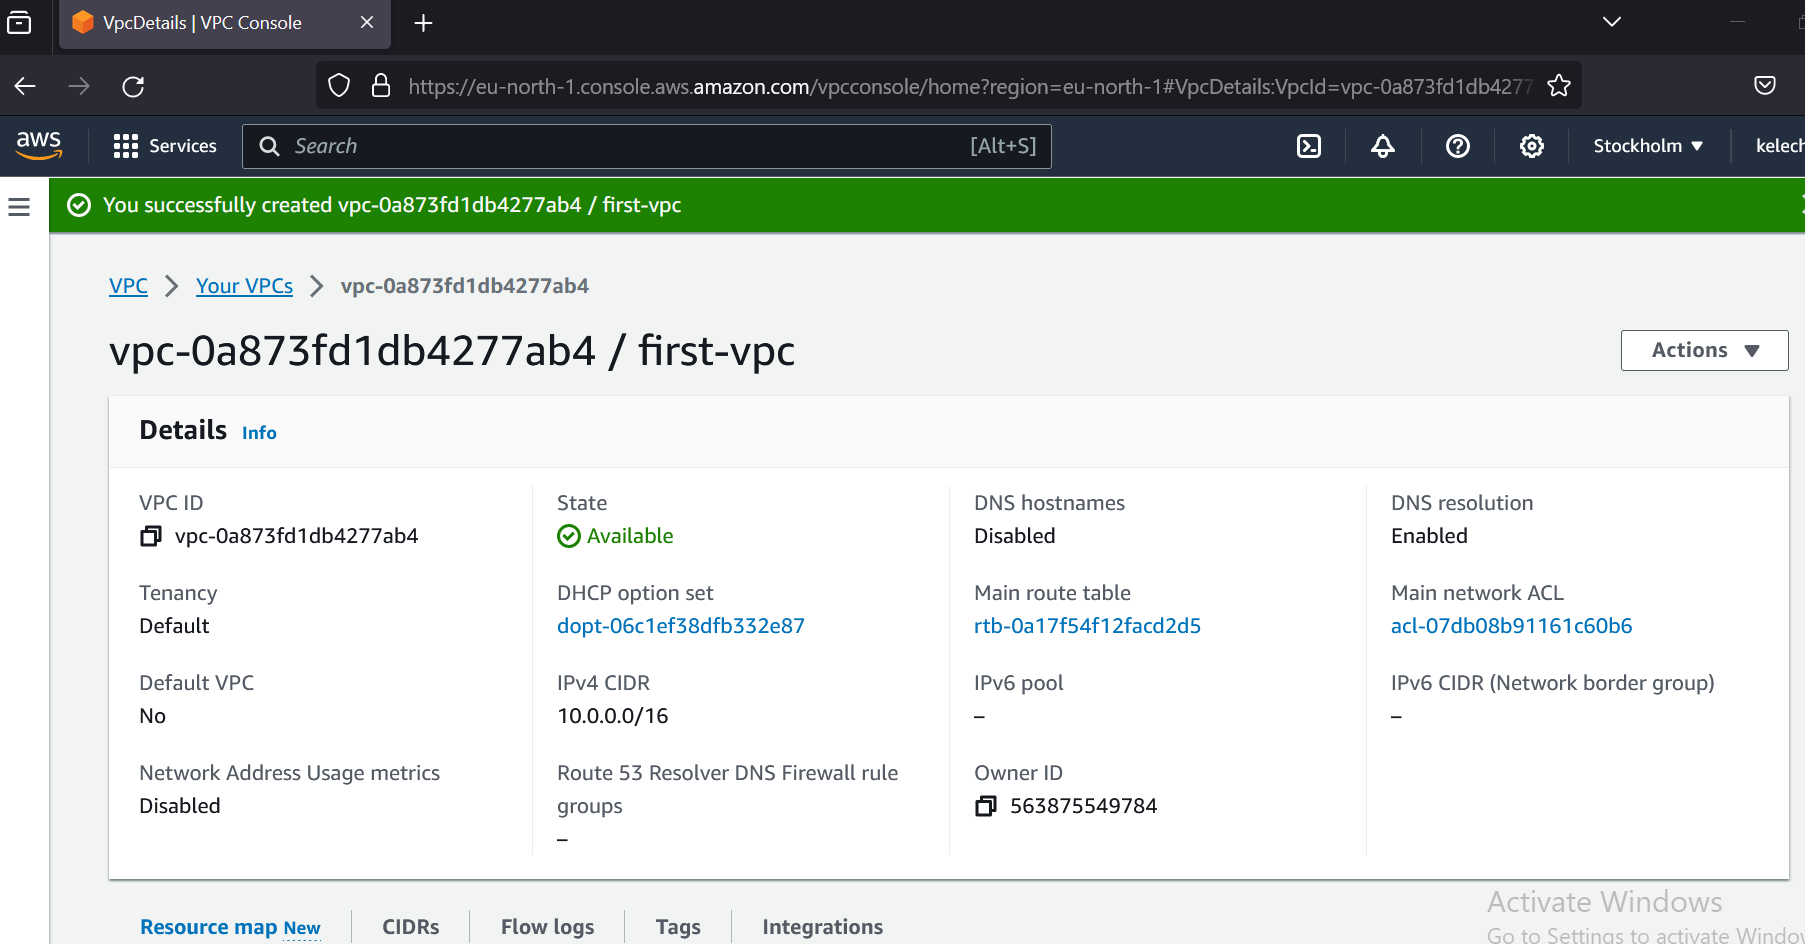 VpcDetails | VPC Console
https://eu-north-1.console.aws.amazon.com/vpcconsole/home?region=eu-north-1#VpcDetails:VpcId=vpc-0a873fd1db4277
aws
Services
Search
[Alt+S]
Stockholm
kelech
You successfully created vpc-0a873fd1db4277ab4 / first-vpc
VPC
Your VPCs
vpc-0a873fd1db4277ab4
vpc-0a873fd1db4277ab4 / first-vpc
Actions
Details Info
VPC ID
vpc-0a873fd1db4277ab4
State
Available
DNS hostnames
Disabled
DNS resolution
Enabled
Tenancy
Default
DHCP option set
dopt-06c1ef38dfb332e87
Main route table
rtb-0a17f54f12facd2d5
Main network ACL
acl-07db08b91161c60b6
Default VPC
No
IPv4 CIDR
10.0.0.0/16
IPv6 pool
–
IPv6 CIDR (Network border group)
–
Network Address Usage metrics
Disabled
Route 53 Resolver DNS Firewall rule
groups
–
Owner ID
563875549784
Resource map New
CIDRs
Flow logs
Tags
Integrations
Activate Windows
Go to Settings to activate Window